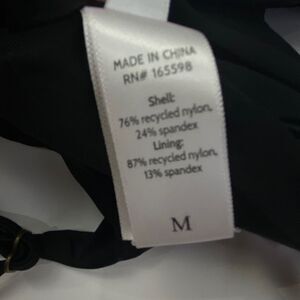 MADE IN CHINA
RN# 165598
Shell:
76% recycled nylon,
24% spandex
Lining:
87% recycled nylon,
13% spandex
M